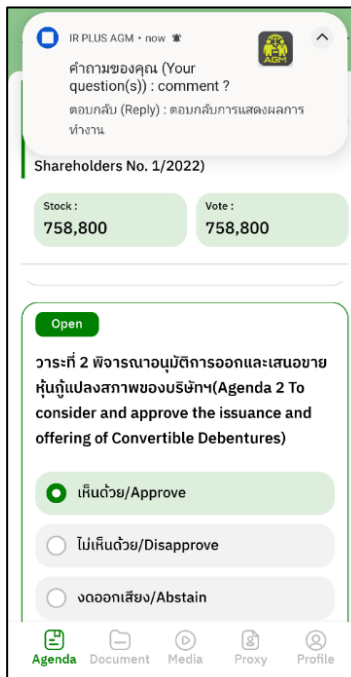 IR PLUS AGM • now
คำถามของคุณ (Your
question(s)) : comment ?
ตอบกลับ (Reply) : ตอบกลับการแสดงผลการ
ทำงาน
AGM
Shareholders No. 1/2022)
Stock :
758,800
Vote :
758,800
Open
วาระที่ 2 พิจารณาอนุมัติการออกและเสนอขาย
หุ้นกู้แปลงสภาพของบริษัทฯ(Agenda 2 To
consider and approve the issuance and
offering of Convertible Debentures)
เห็นด้วย/Approve
ไม่เห็นด้วย/Disapprove
งดออกเสียง/Abstain
Agenda
Document
Media
Proxy
Profile